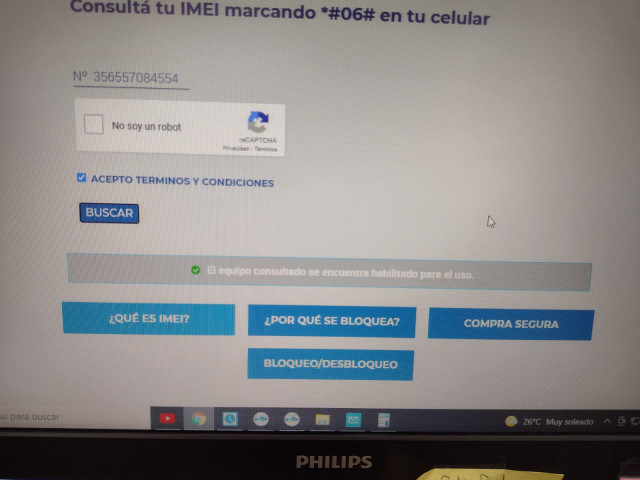 Consultá tu IMEI marcando *#06# en tu celular
Nº 356557084554
No soy un robot
reCAPTCHA
Privacidad - Términos
ACEPTO TERMINOS Y CONDICIONES
BUSCAR
El equipo consultado se encuentra habilitado para el uso.
¿QUÉ ES IMEI?
¿POR QUÉ SE BLOQUEA?
COMPRA SEGURA
BLOQUEO/DESBLOQUEO
uí para buscar
26°C Muy soleado
PHILIPS